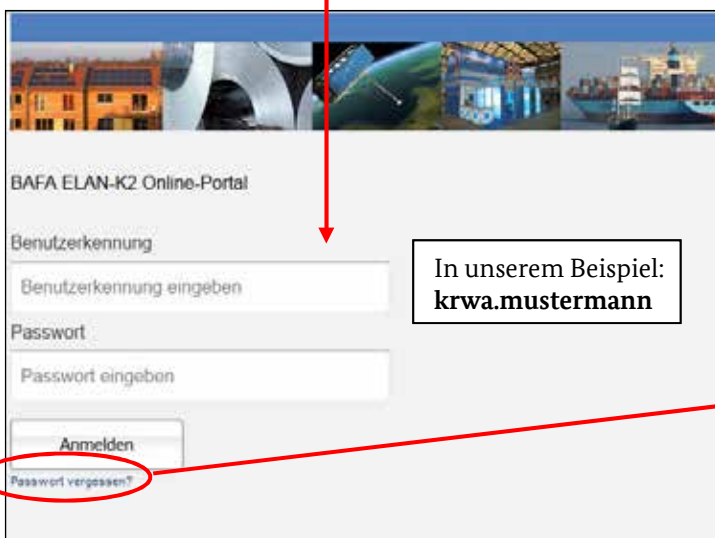 BAFA ELAN-K2 Online-Portal
Benutzerkennung
Benutzerkennung eingeben
In unserem Beispiel:
krwa.mustermann
Passwort
Passwort eingeben
Anmelden
Passwort vergessen?